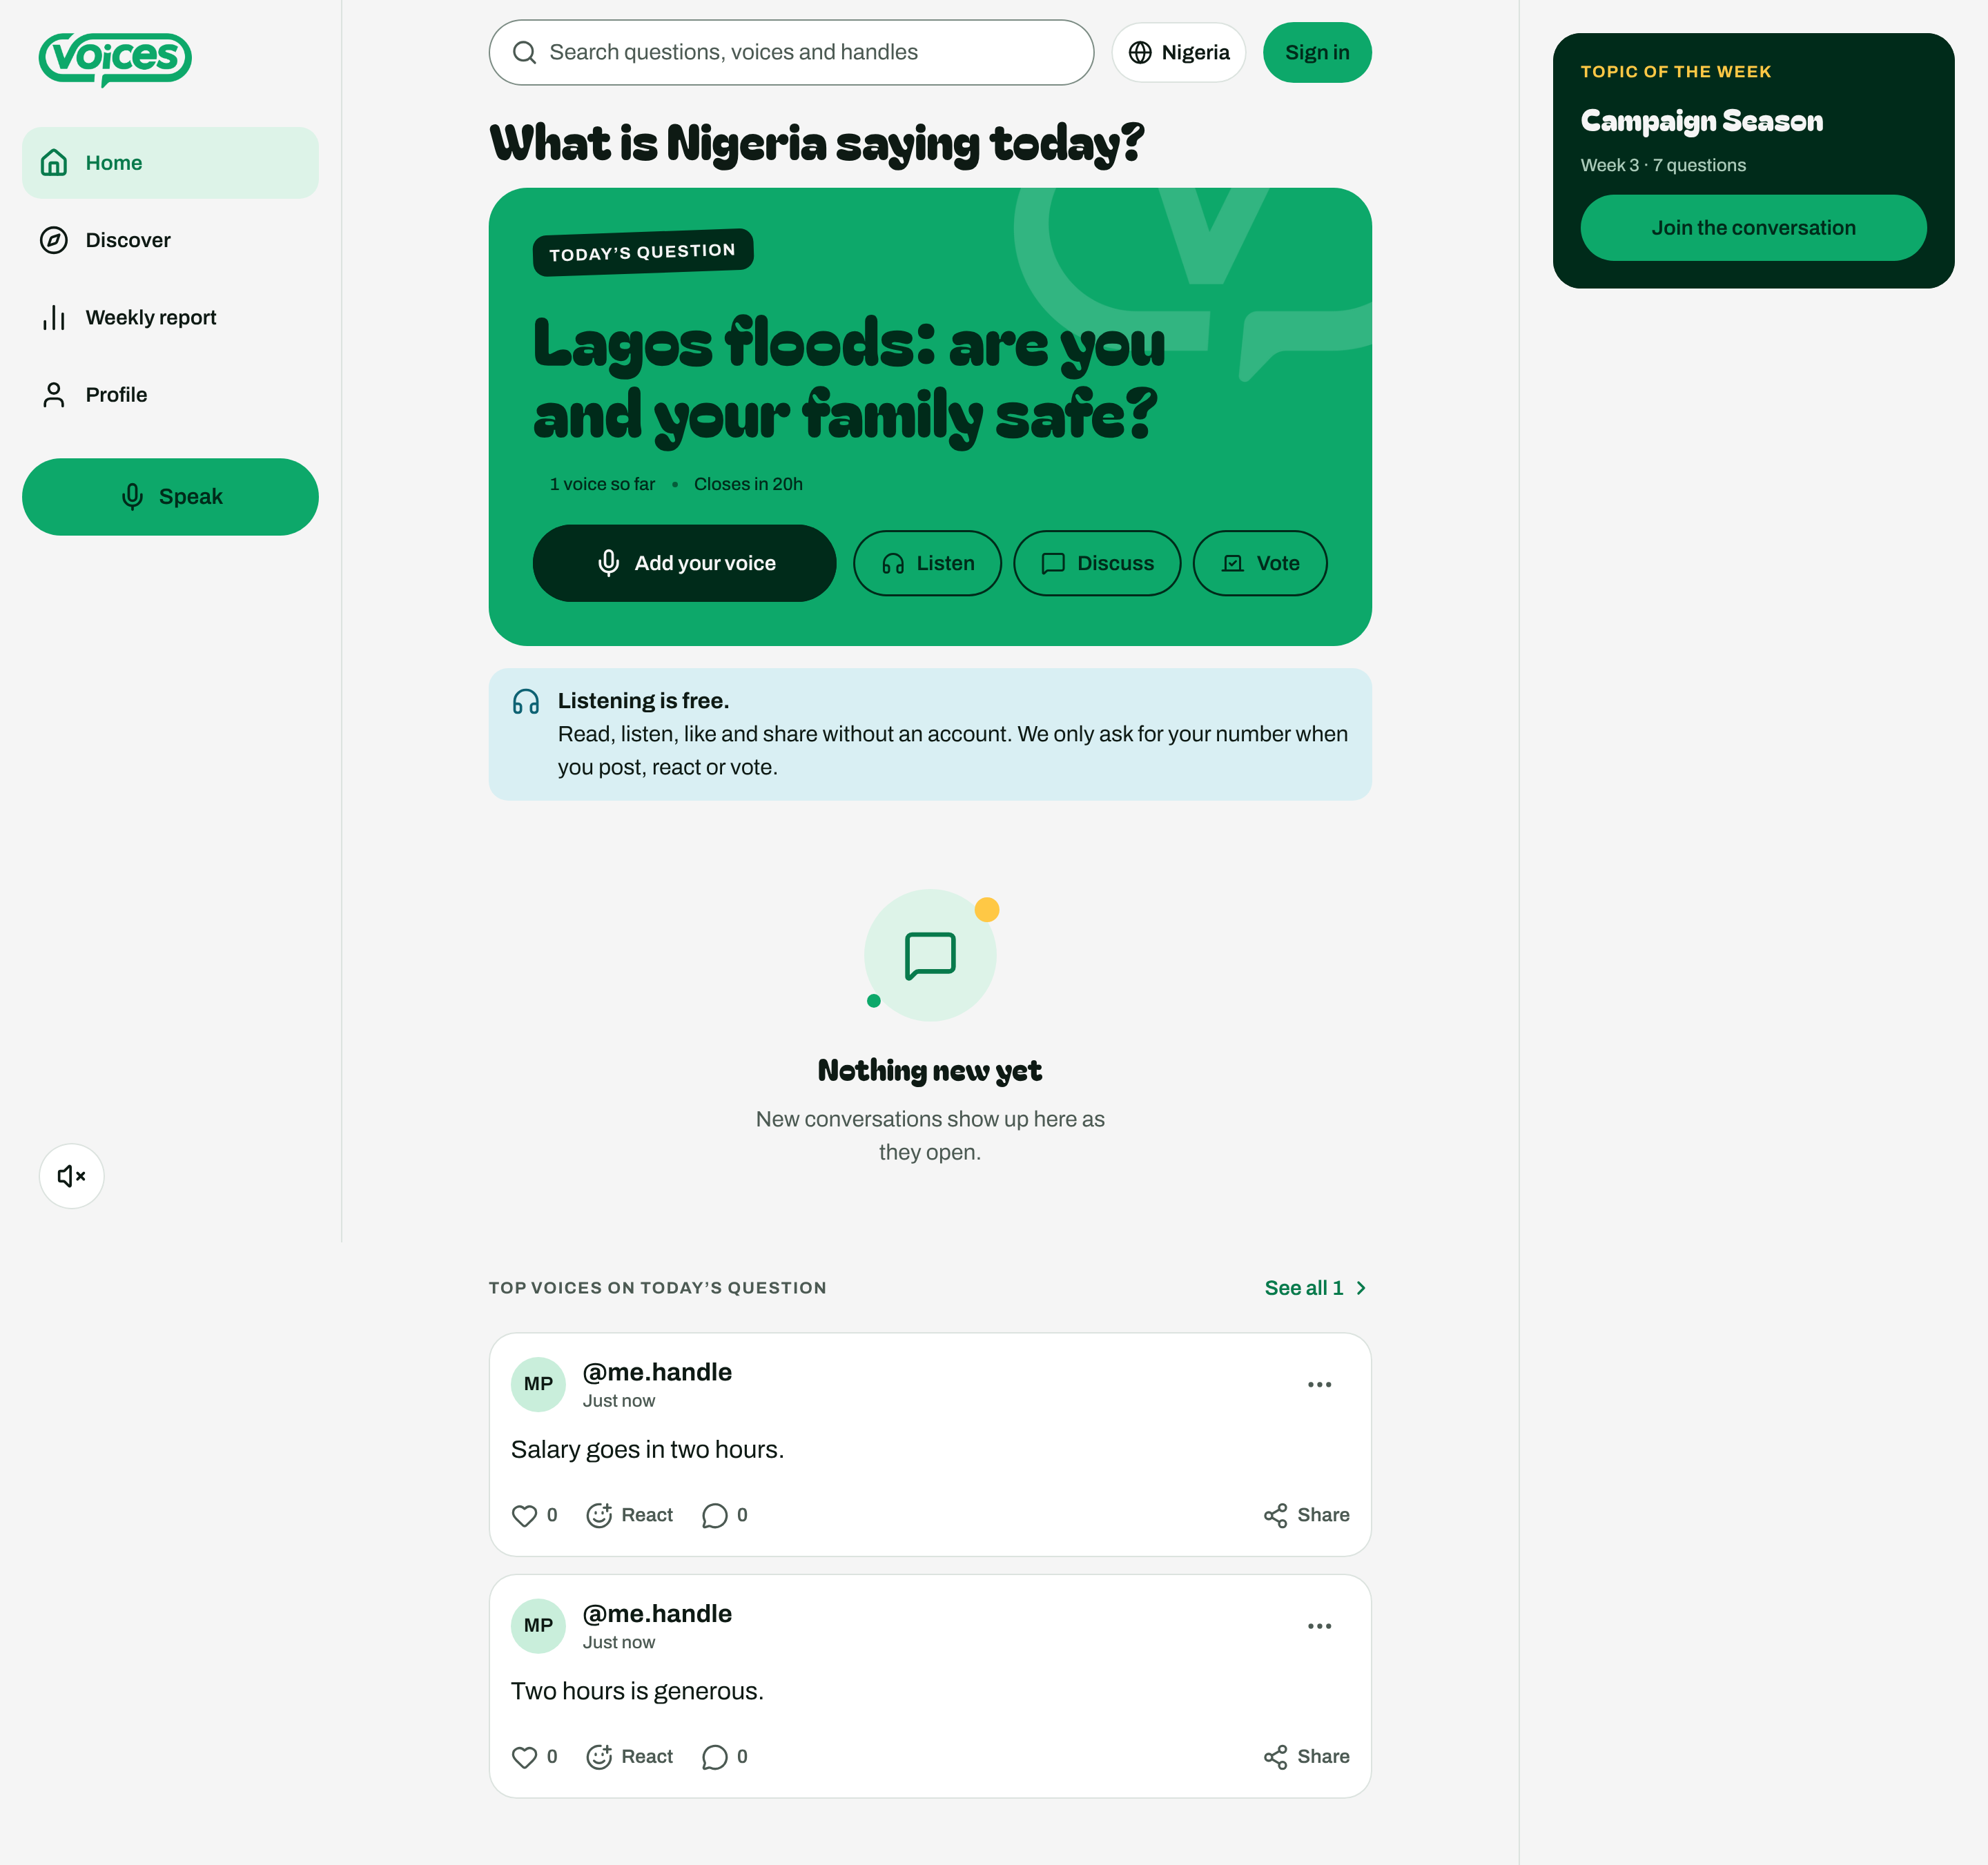 Voices
Home
Discover
Weekly report
Profile
Speak
Search questions, voices and handles
Nigeria
Sign in
What is Nigeria saying today?
TODAY’S QUESTION
Lagos floods: are you
and your family safe?
1 voice so far • Closes in 20h
Add your voice
Listen
Discuss
Vote
Listening is free.
Read, listen, like and share without an account. We only ask for your number when
you post, react or vote.
Nothing new yet
New conversations show up here as
they open.
TOP VOICES ON TODAY’S QUESTION
See all 1
MP
@me.handle
Just now
Salary goes in two hours.
0 React 0 Share
MP
@me.handle
Just now
Two hours is generous.
0 React 0 Share
TOPIC OF THE WEEK
Campaign Season
Week 3 · 7 questions
Join the conversation